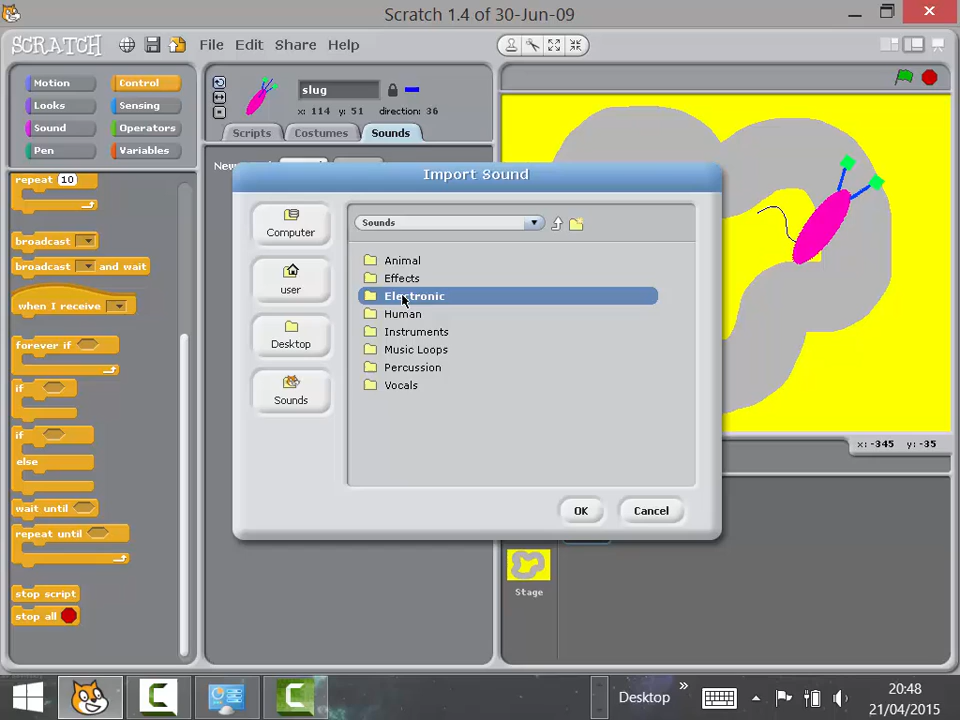 Scratch 1.4 of 30-Jun-09
SCRATCH
File Edit Share Help
Motion Control
Looks Sensing
Sound Operators
Pen Variables
slug
x: 114 y: 51 direction: 36
Scripts Costumes Sounds
repeat 10
broadcast
broadcast and wait
when I receive
forever if
if
if
else
wait until
repeat until
stop script
stop all
Import Sound
Computer
user
Desktop
Sounds
Sounds
Animal
Effects
Electronic
Human
Instruments
Music Loops
Percussion
Vocals
OK Cancel
x: -345 y: -35
Stage
Desktop
20:48
21/04/2015